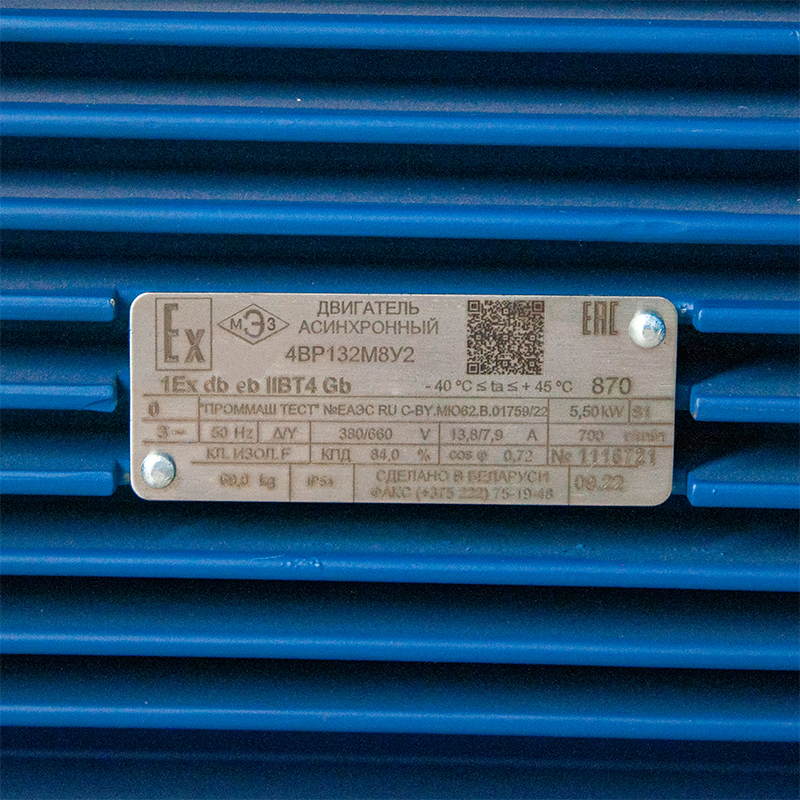 Ex МЭЗ ДВИГАТЕЛЬ EAC
АСИНХРОННЫЙ
4ВР132М8У2
1Ex db eb IIBT4 Gb - 40 ºC ≤ ta ≤ + 45 ºC 870
"ПРОММАШ ТЕСТ" №ЕАЭС RU C-BY.МЮ62.В.01759/22 5,50 kW S1
3~ 50 Hz Δ/Y 380/660 V 13,8/7,9 A 700
КЛ. ИЗОЛ. F КПД 84,0 % cos φ 0,72 № 1116721
kg IP54 СДЕЛАНО В БЕЛАРУСИ 09.22
ФАКС (+375 222) 75-19-48